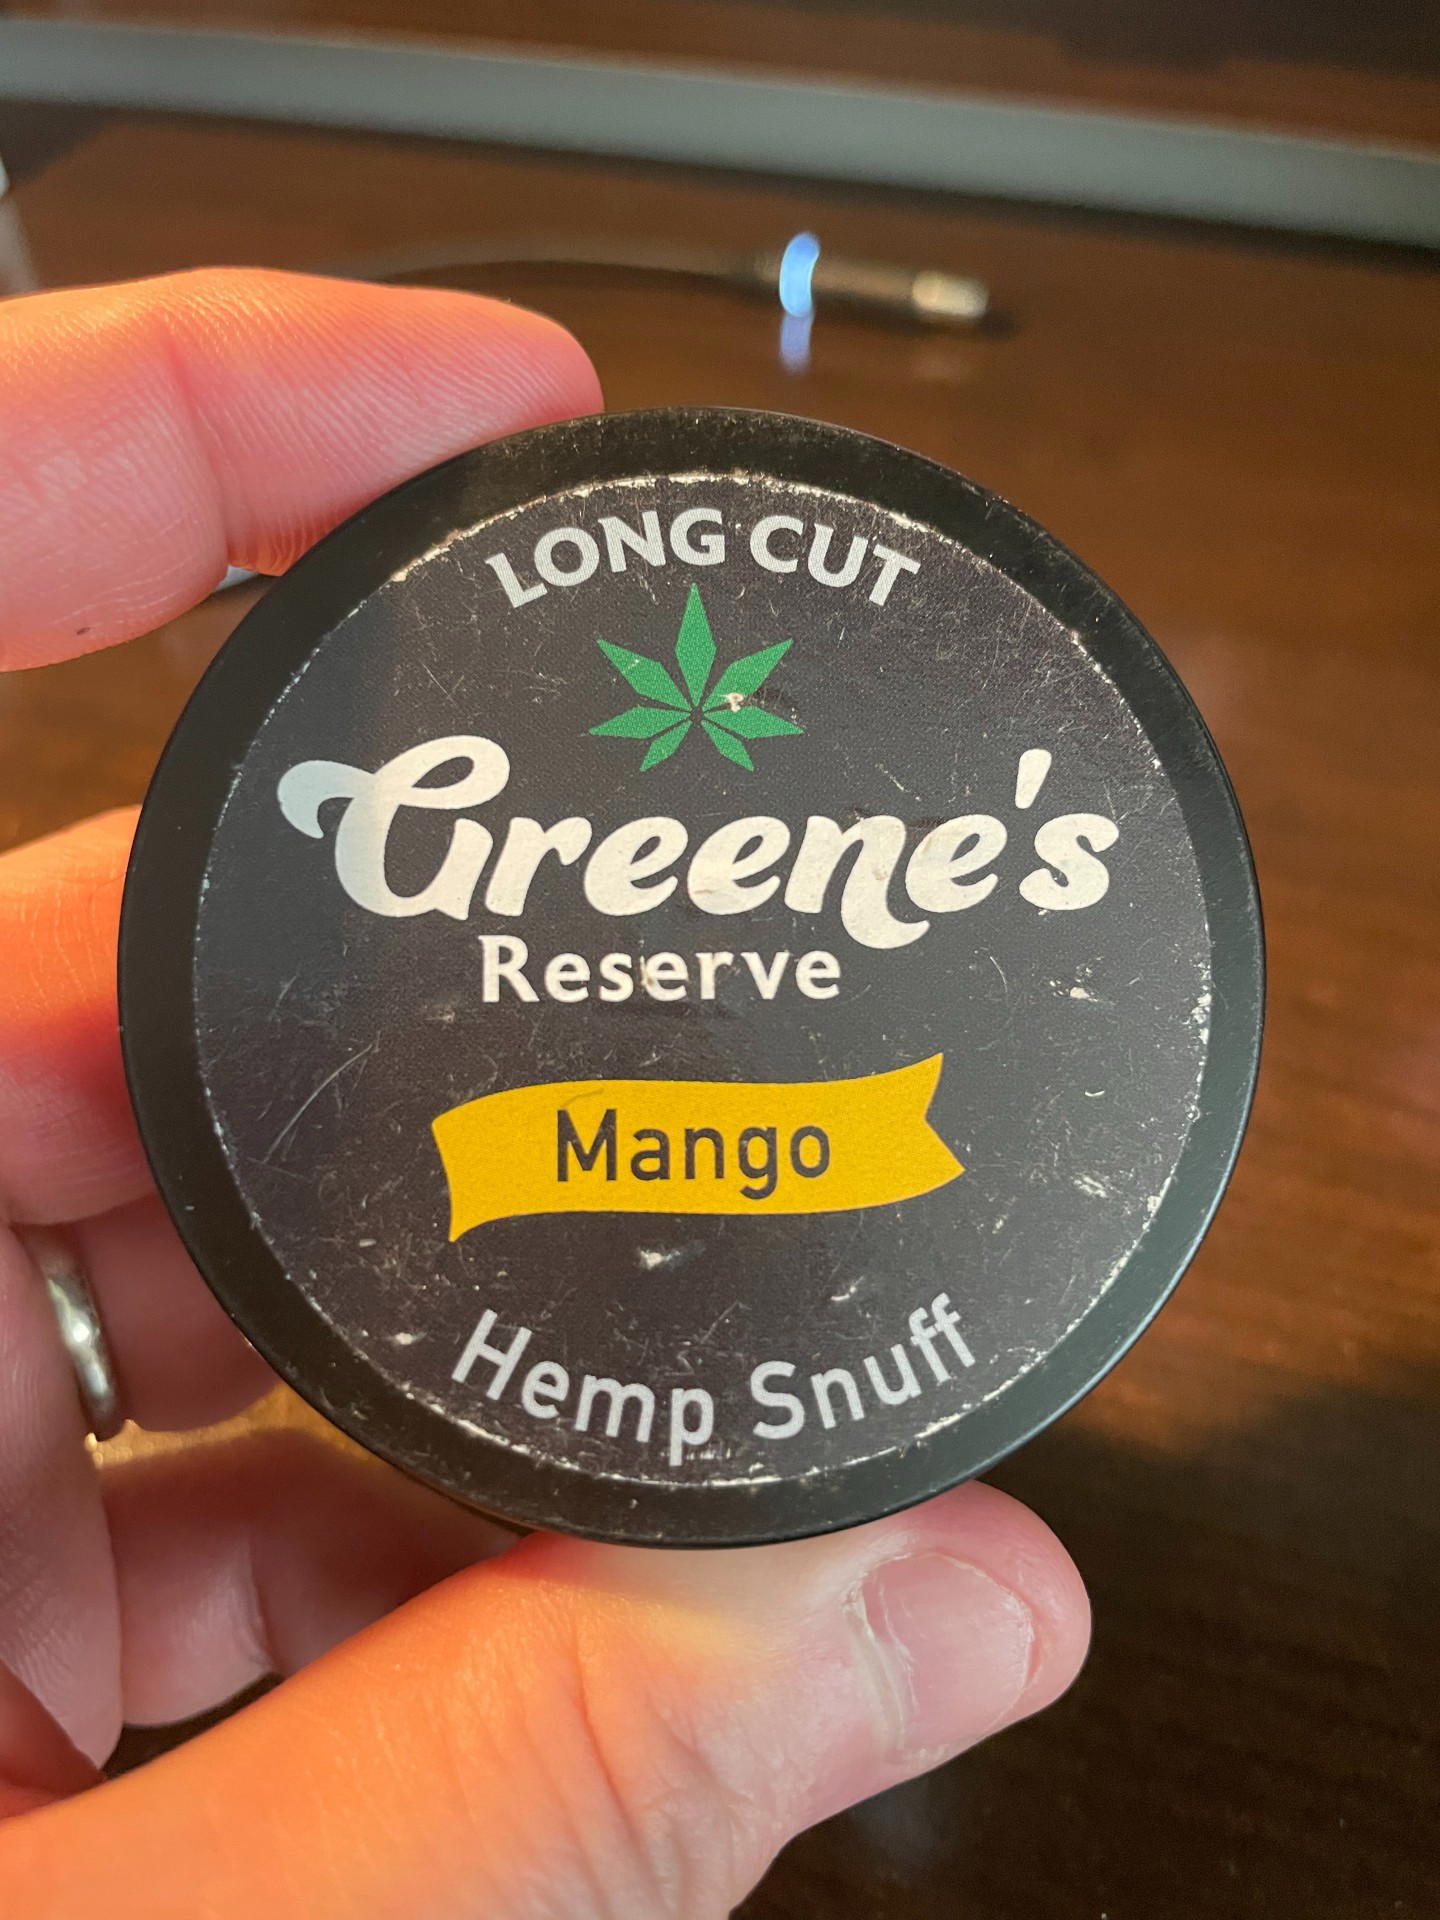 LONG CUT
Greene's
Reserve
Mango
Hemp Snuff